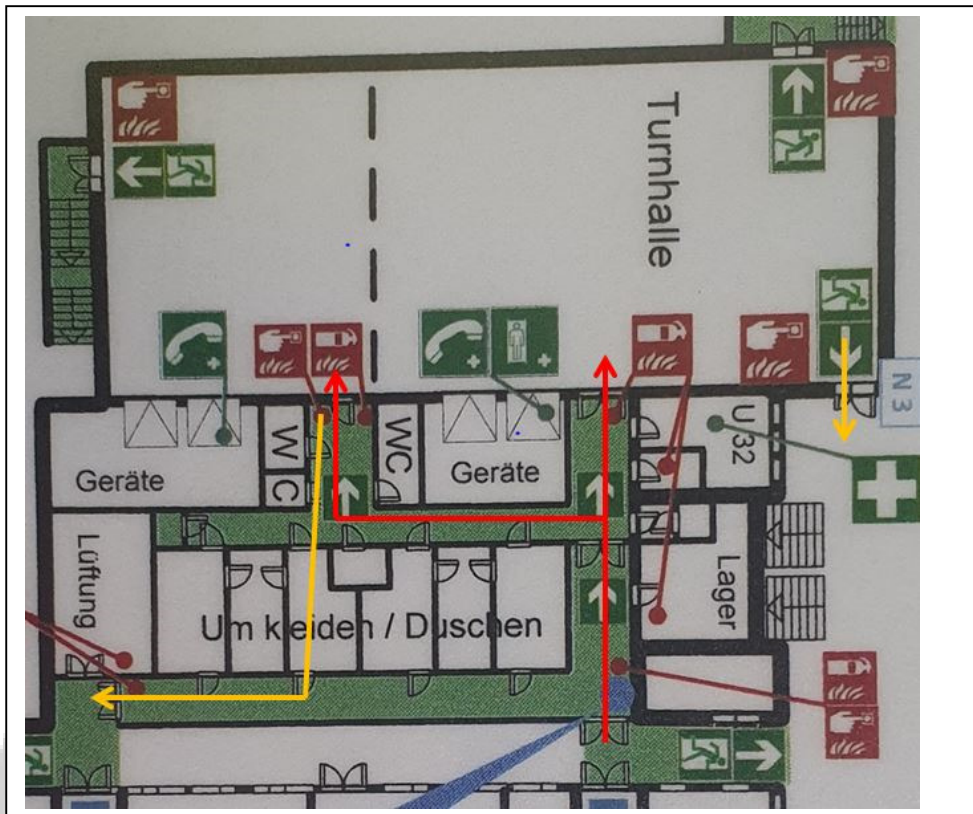 Turnhalle
N 3
WC
WC
U 32
Geräte
Geräte
Lüftung
Lager
Umkleiden / Duschen